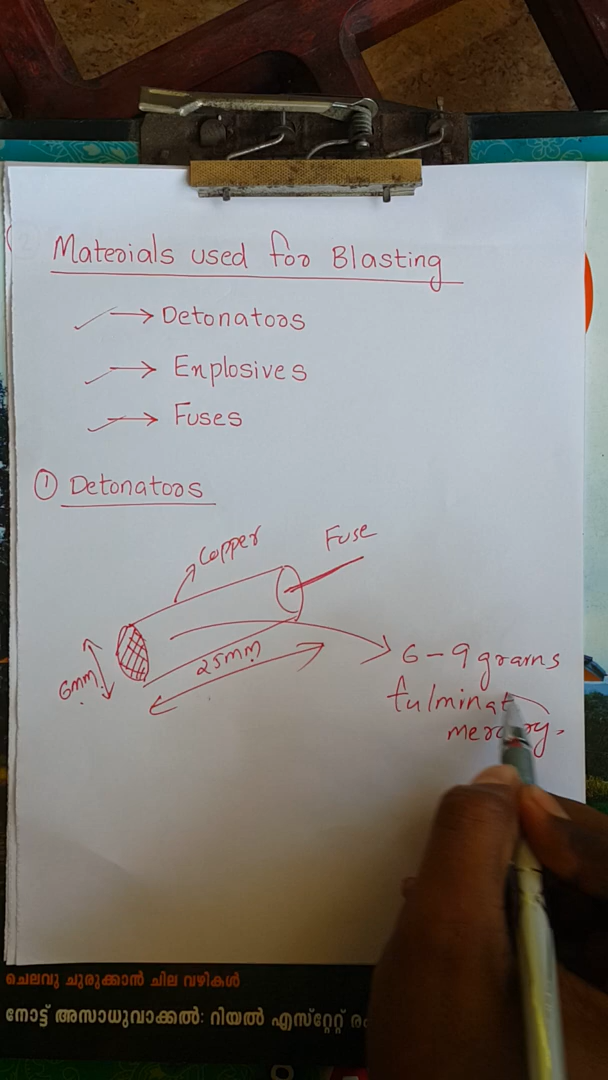 Materials used for Blasting
→ Detonators
→ Explosives
→ Fuses
① Detonators
Copper
Fuse
6mm
25mm
6-9 grams
fulminat
mercury.
ചെലവു ചുരുക്കാൻ ചില വഴികൾ
നോട്ട് അസാധുവാക്കൽ: റിയൽ എസ്റ്റേറ്റ്